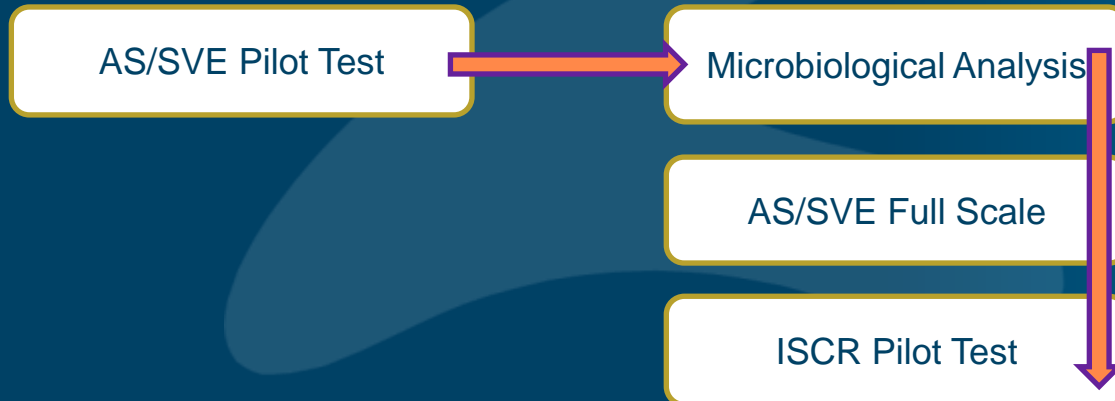 AS/SVE Pilot Test
Microbiological Analysis
AS/SVE Full Scale
ISCR Pilot Test